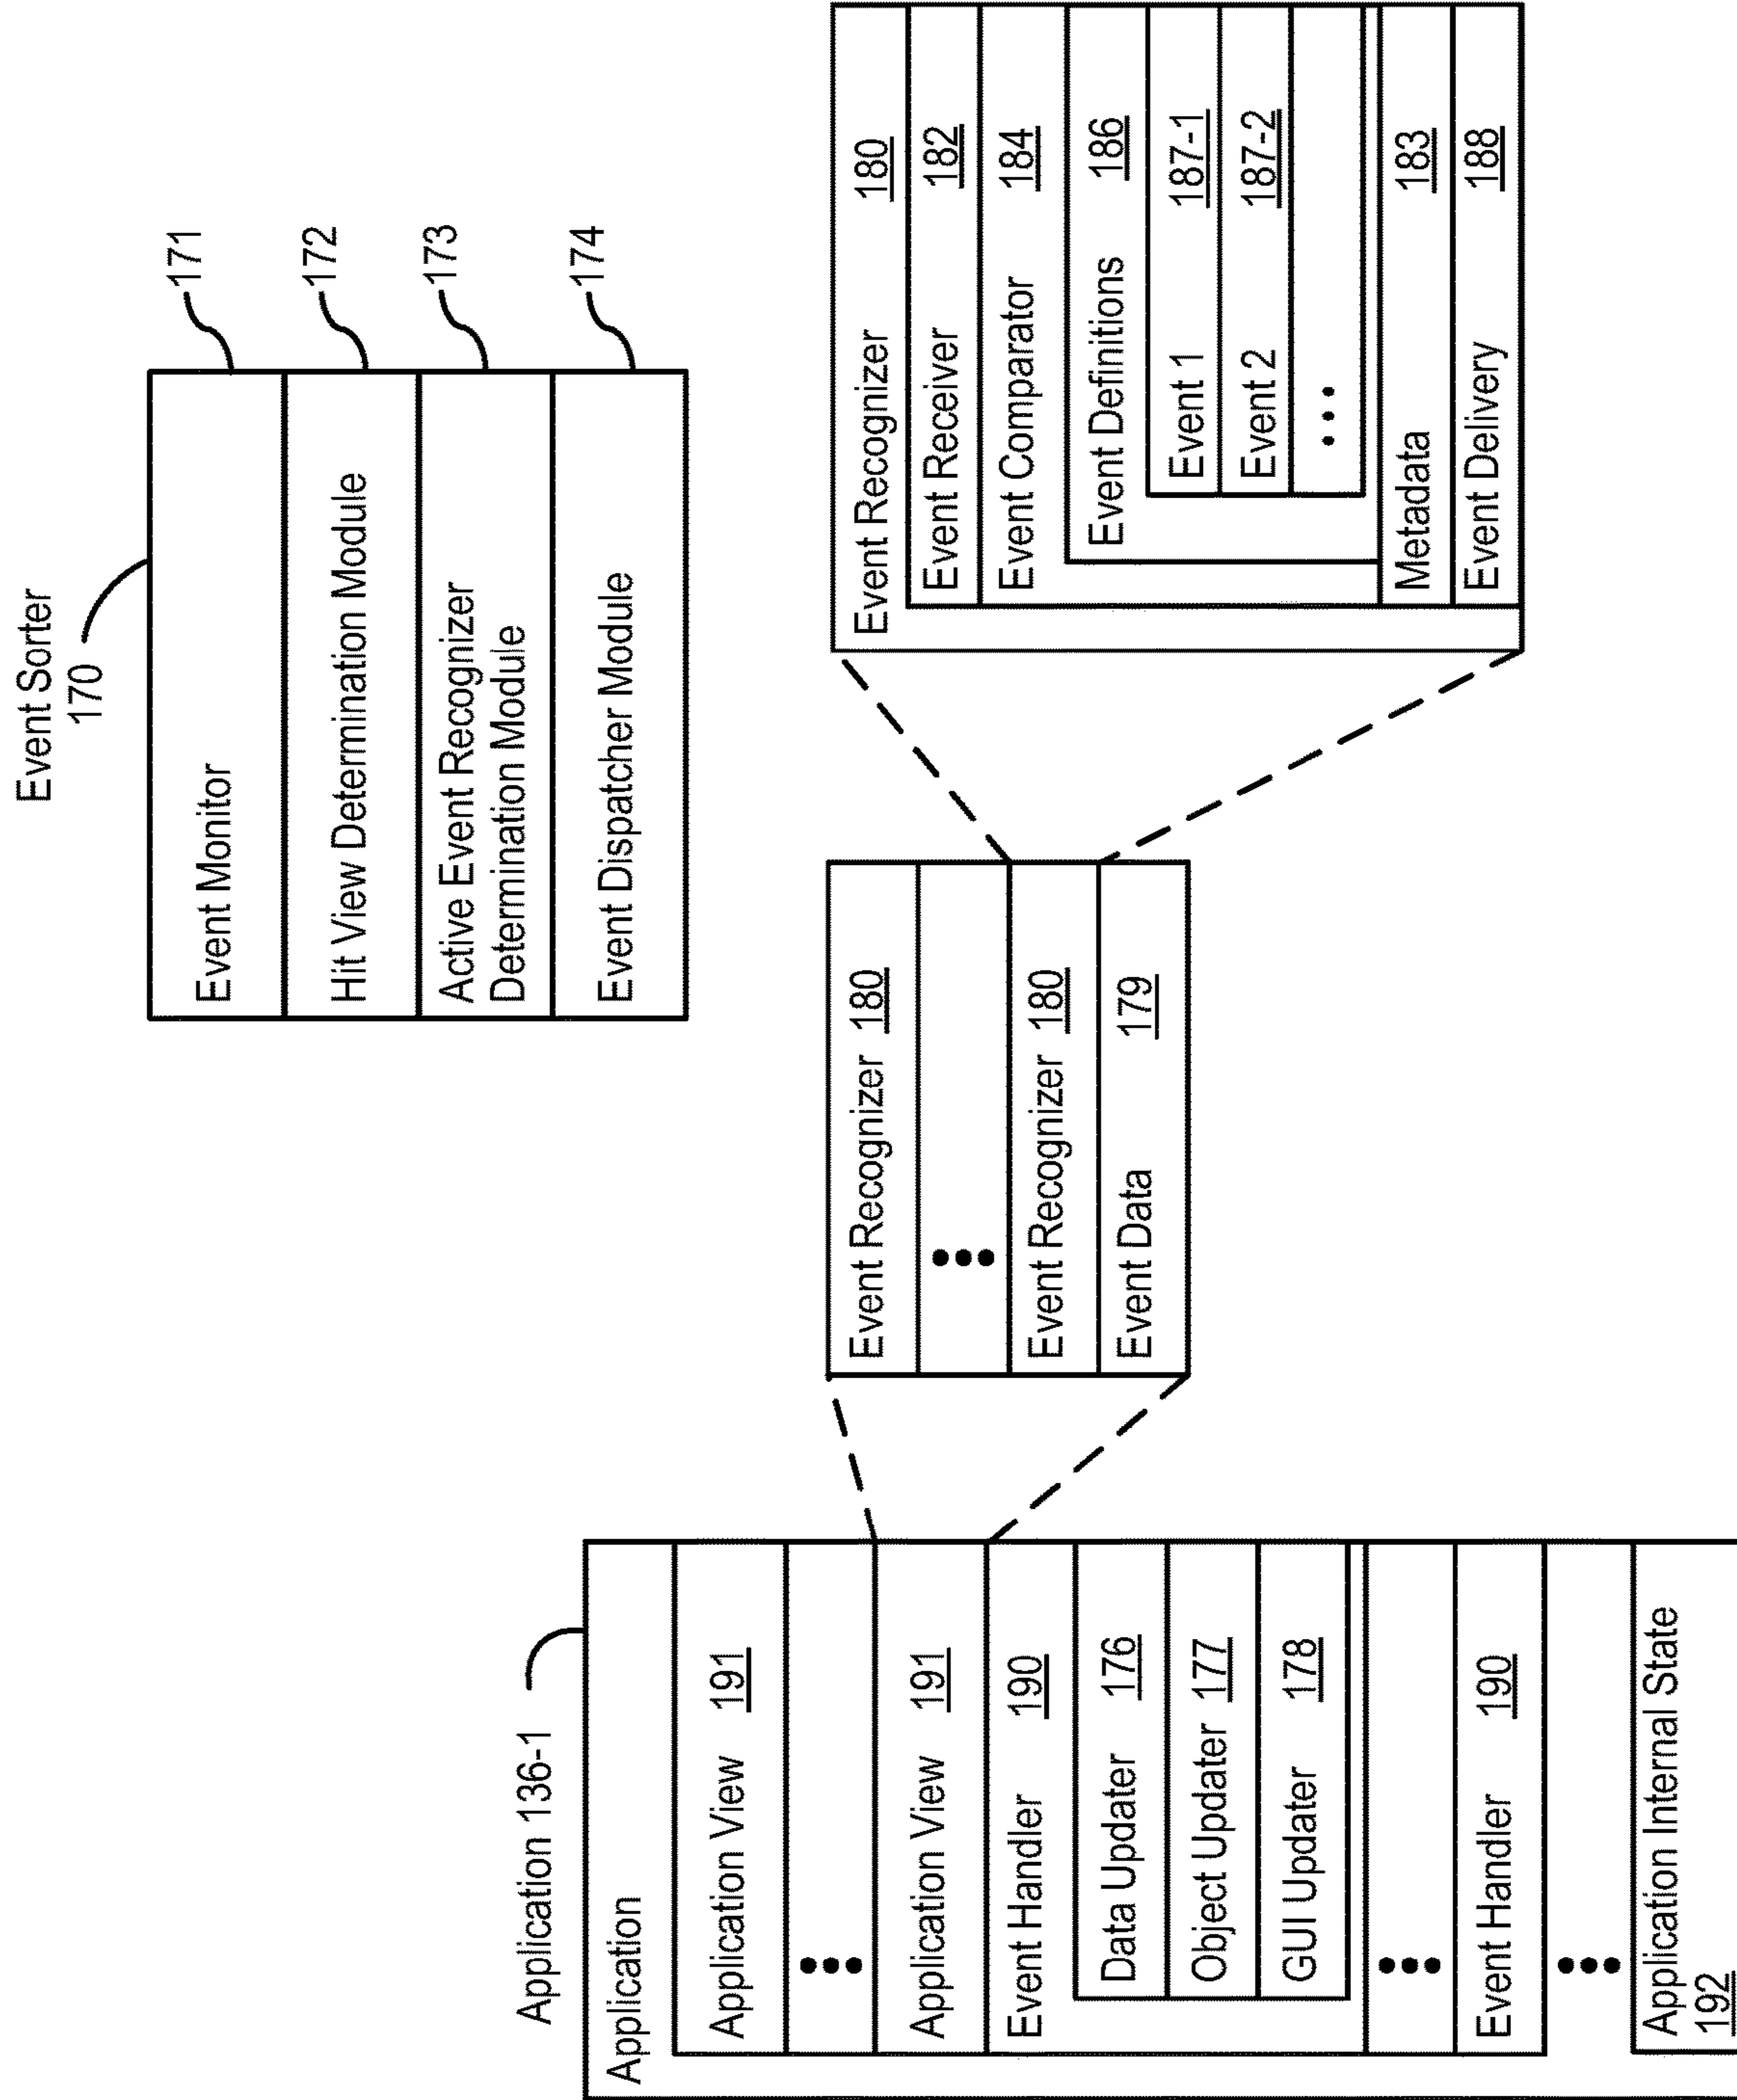 Event Sorter
170
Event Monitor
171
Hit View Determination Module
172
Active Event Recognizer
Determination Module
173
Event Dispatcher Module
174
Application 136-1
Application
Application View 191
•••
Application View 191
Event Handler 190
Data Updater 176
Object Updater 177
GUI Updater 178
•••
Event Handler 190
•••
Application Internal State
192
Event Recognizer 180
•••
Event Recognizer 180
Event Data 179
Event Recognizer 180
Event Receiver 182
Event Comparator 184
Event Definitions 186
Event 1 187-1
Event 2 187-2
•••
Metadata 183
Event Delivery 188